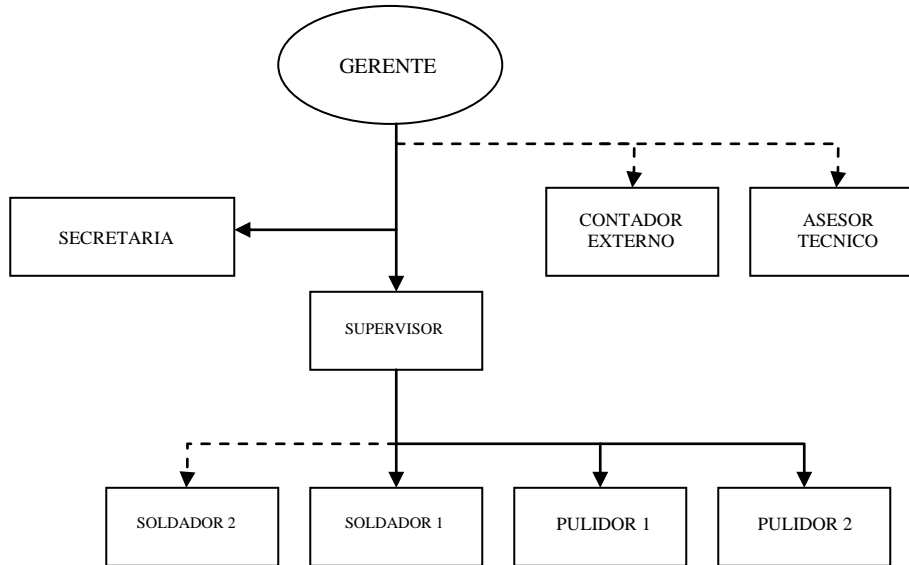 GERENTE
CONTADOR
EXTERNO
ASESOR
TECNICO
SECRETARIA
SUPERVISOR
SOLDADOR 2
SOLDADOR 1
PULIDOR 1
PULIDOR 2